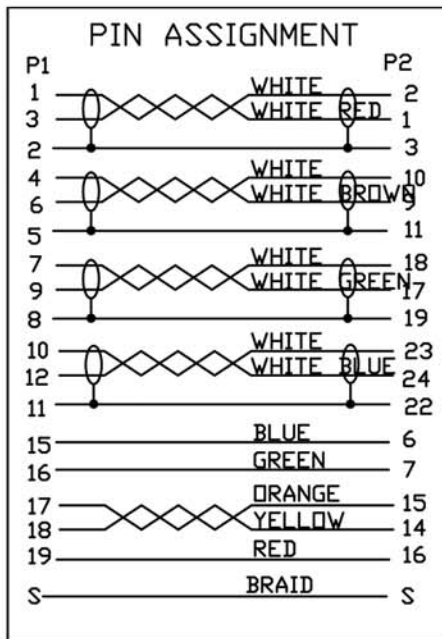 PIN ASSIGNMENT
P1 P2
1 WHITE 2
3 WHITE RED 1
2 3
4 WHITE 10
6 WHITE BROWN 9
5 11
7 WHITE 18
9 WHITE GREEN 17
8 19
10 WHITE 23
12 WHITE BLUE 24
11 22
15 BLUE 6
16 GREEN 7
17 ORANGE 15
18 YELLOW 14
19 RED 16
S BRAID S